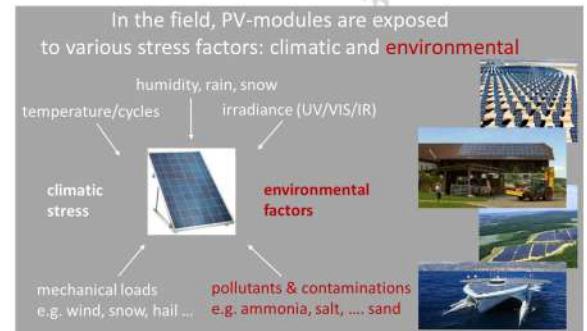 In the field, PV-modules are exposed
to various stress factors: climatic and environmental
humidity, rain, snow
temperature/cycles
irradiance (UV/VIS/IR)
climatic
stress
environmental
factors
mechanical loads
e.g. wind, snow, hail ...
pollutants & contaminations
e.g. ammonia, salt, .... sand